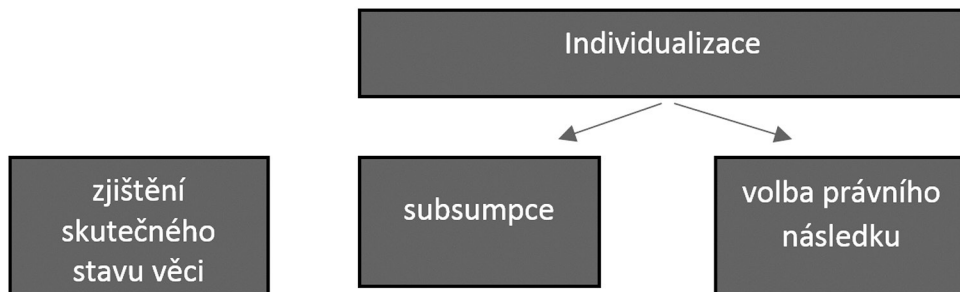 Individualizace
zjištění
skutečného
stavu věci
subsumpce
volba právního
následku